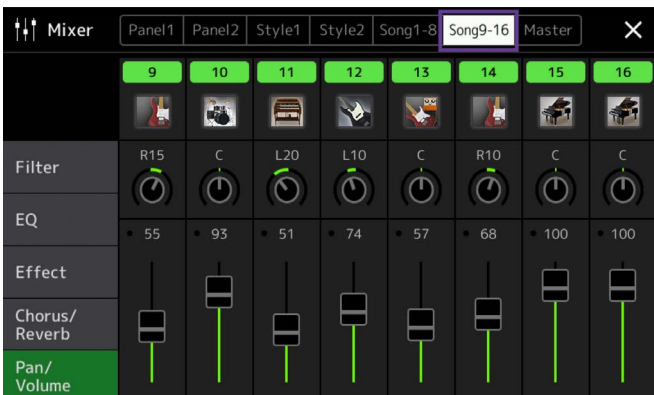 Mixer Panel1 Panel2 Style1 Style2 Song1-8 Song9-16 Master
9 10 11 12 13 14 15 16
Filter
R15 C L20 L10 C R10 C C
EQ
55 93 51 74 57 68 100 100
Effect
Chorus/
Reverb
Pan/
Volume